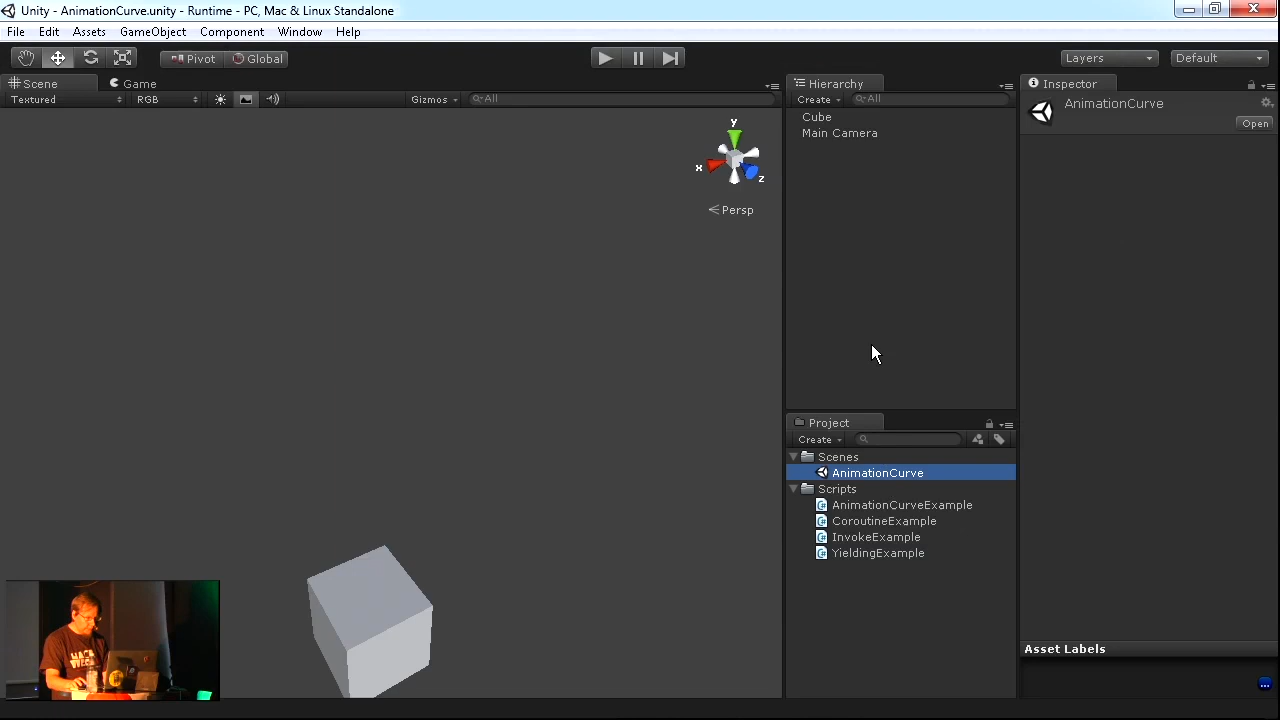 Unity - AnimationCurve.unity - Runtime - PC, Mac & Linux Standalone
File Edit Assets GameObject Component Window Help
Pivot Global Layers Default
Scene Game
Textured RGB Gizmos All
y
x
z
Persp
Hierarchy
Create All
Cube
Main Camera
Project
Create
Scenes
AnimationCurve
Scripts
AnimationCurveExample
CoroutineExample
InvokeExample
YieldingExample
Inspector
AnimationCurve
Open
Asset Labels
HACK
WEEK